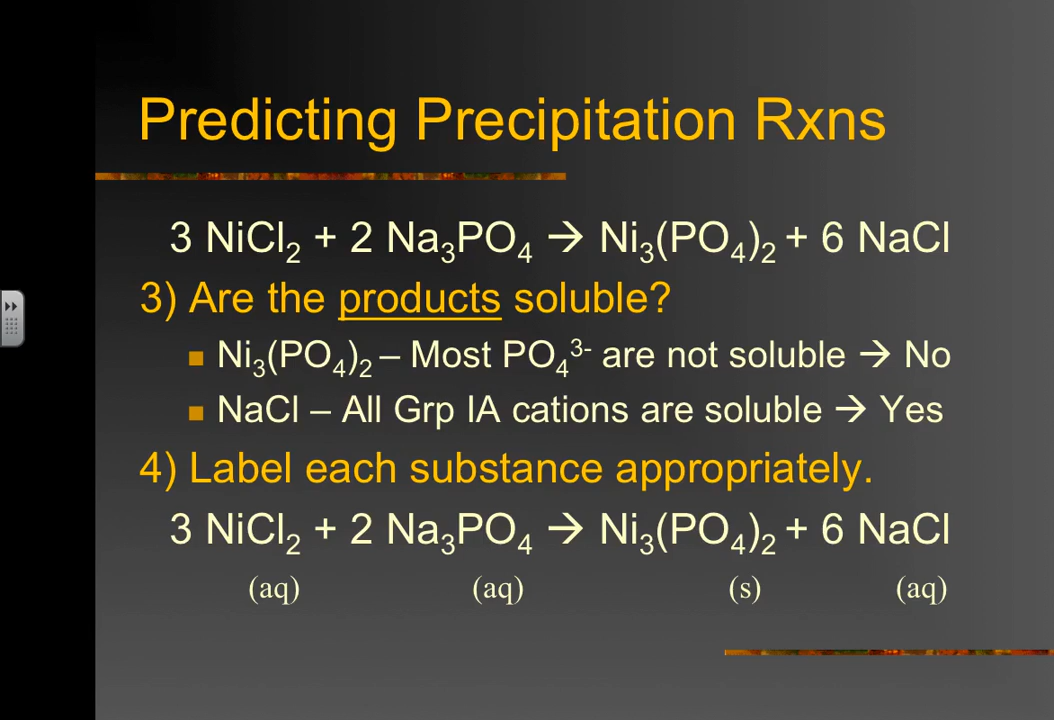 Predicting Precipitation Rxns
3 NiCl₂ + 2 Na₃PO₄ → Ni₃(PO₄)₂ + 6 NaCl
3) Are the products soluble?
Ni₃(PO₄)₂ – Most PO₄³⁻ are not soluble → No
NaCl – All Grp IA cations are soluble → Yes
4) Label each substance appropriately.
3 NiCl₂ + 2 Na₃PO₄ → Ni₃(PO₄)₂ + 6 NaCl
(aq) (aq) (s) (aq)